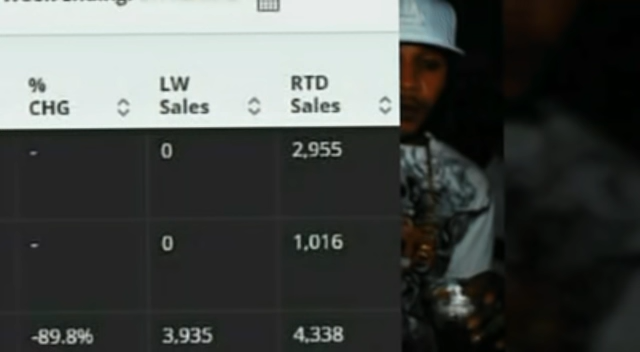 % LW RTD
CHG Sales Sales
- 0 2,955
- 0 1,016
-89.8% 3,935 4,338